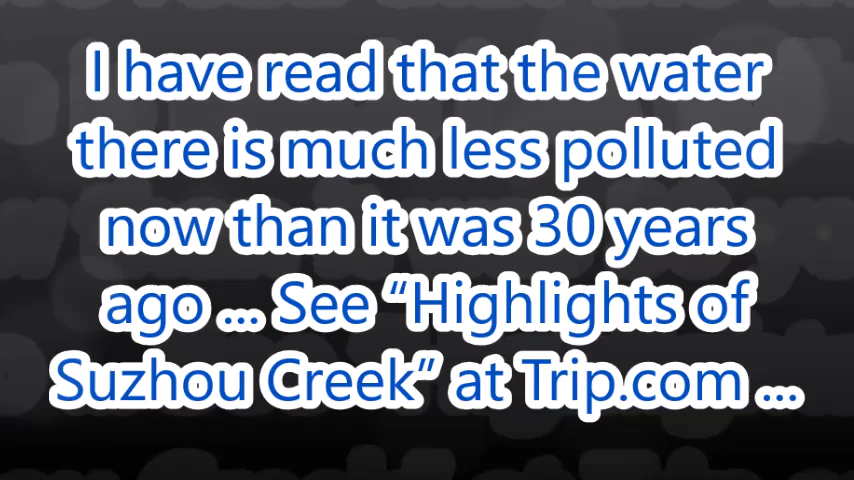 I have read that the water
there is much less polluted
now than it was 30 years
ago ... See “Highlights of
Suzhou Creek” at Trip.com ...